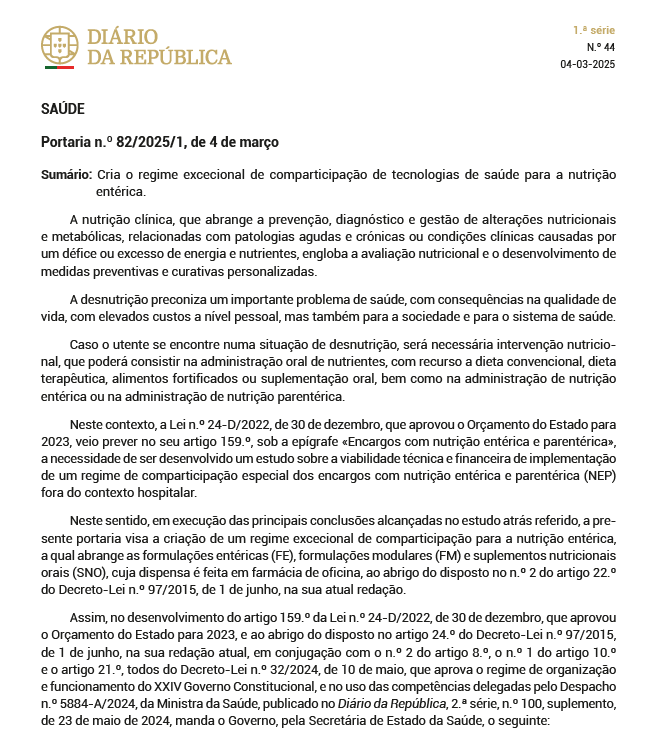 DIÁRIO
DA REPÚBLICA
1.ª série
N.º 44
04-03-2025
SAÚDE
Portaria n.º 82/2025/1, de 4 de março
Sumário: Cria o regime excecional de comparticipação de tecnologias de saúde para a nutrição
entérica.
A nutrição clínica, que abrange a prevenção, diagnóstico e gestão de alterações nutricionais
e metabólicas, relacionadas com patologias agudas e crónicas ou condições clínicas causadas por
um défice ou excesso de energia e nutrientes, engloba a avaliação nutricional e o desenvolvimento de
medidas preventivas e curativas personalizadas.
A desnutrição preconiza um importante problema de saúde, com consequências na qualidade de
vida, com elevados custos a nível pessoal, mas também para a sociedade e para o sistema de saúde.
Caso o utente se encontre numa situação de desnutrição, será necessária intervenção nutricio-
nal, que poderá consistir na administração oral de nutrientes, com recurso a dieta convencional, dieta
terapêutica, alimentos fortificados ou suplementação oral, bem como na administração de nutrição
entérica ou na administração de nutrição parentérica.
Neste contexto, a Lei n.º 24-D/2022, de 30 de dezembro, que aprovou o Orçamento do Estado para
2023, veio prever no seu artigo 159.º, sob a epígrafe «Encargos com nutrição entérica e parentérica»,
a necessidade de ser desenvolvido um estudo sobre a viabilidade técnica e financeira de implementação
de um regime de comparticipação especial dos encargos com nutrição entérica e parentérica (NEP)
fora do contexto hospitalar.
Neste sentido, em execução das principais conclusões alcançadas no estudo atrás referido, a pre-
sente portaria visa a criação de um regime excecional de comparticipação para a nutrição entérica,
a qual abrange as formulações entéricas (FE), formulações modulares (FM) e suplementos nutricionais
orais (SNO), cuja dispensa é feita em farmácia de oficina, ao abrigo do disposto no n.º 2 do artigo 22.º
do Decreto-Lei n.º 97/2015, de 1 de junho, na sua atual redação.
Assim, no desenvolvimento do artigo 159.º da Lei n.º 24-D/2022, de 30 de dezembro, que aprovou
o Orçamento do Estado para 2023, e ao abrigo do disposto no artigo 24.º do Decreto-Lei n.º 97/2015,
de 1 de junho, na sua redação atual, em conjugação com o n.º 2 do artigo 8.º, o n.º 1 do artigo 10.º
e o artigo 21.º, todos do Decreto-Lei n.º 32/2024, de 10 de maio, que aprova o regime de organização
e funcionamento do XXIV Governo Constitucional, e no uso das competências delegadas pelo Despacho
n.º 5884-A/2024, da Ministra da Saúde, publicado no Diário da República, 2.ª série, n.º 100, suplemento,
de 23 de maio de 2024, manda o Governo, pela Secretária de Estado da Saúde, o seguinte: